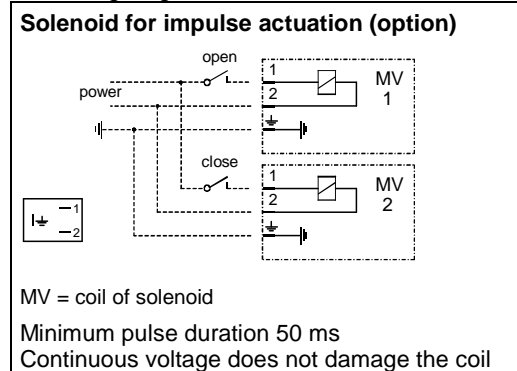 Solenoid for impulse actuation (option)
open
power
1
2
MV
1
close
1
2
MV
2
1
2
MV = coil of solenoid
Minimum pulse duration 50 ms
Continuous voltage does not damage the coil